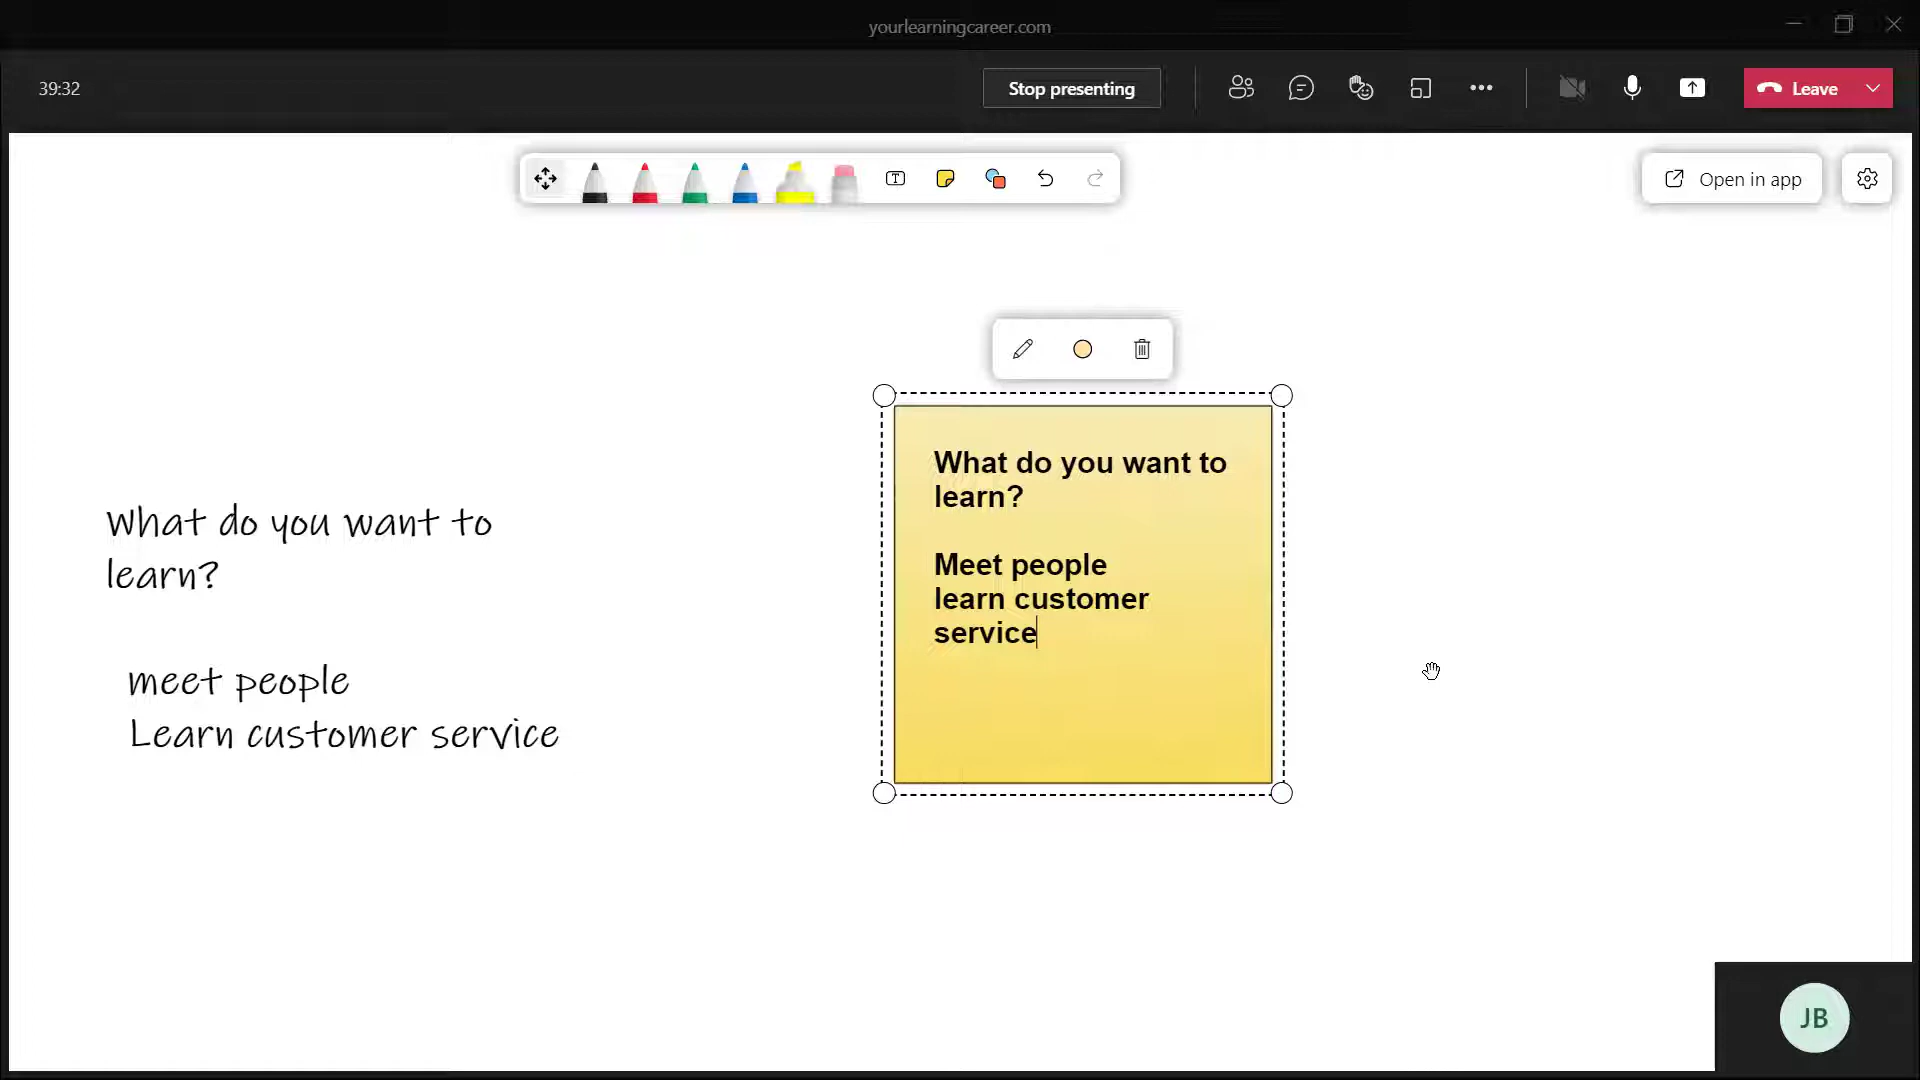 yourlearningcareer.com
39:32
Stop presenting
Leave
Open in app
What do you want to
learn?
meet people
Learn customer service
What do you want to
learn?
Meet people
learn customer
service
JB